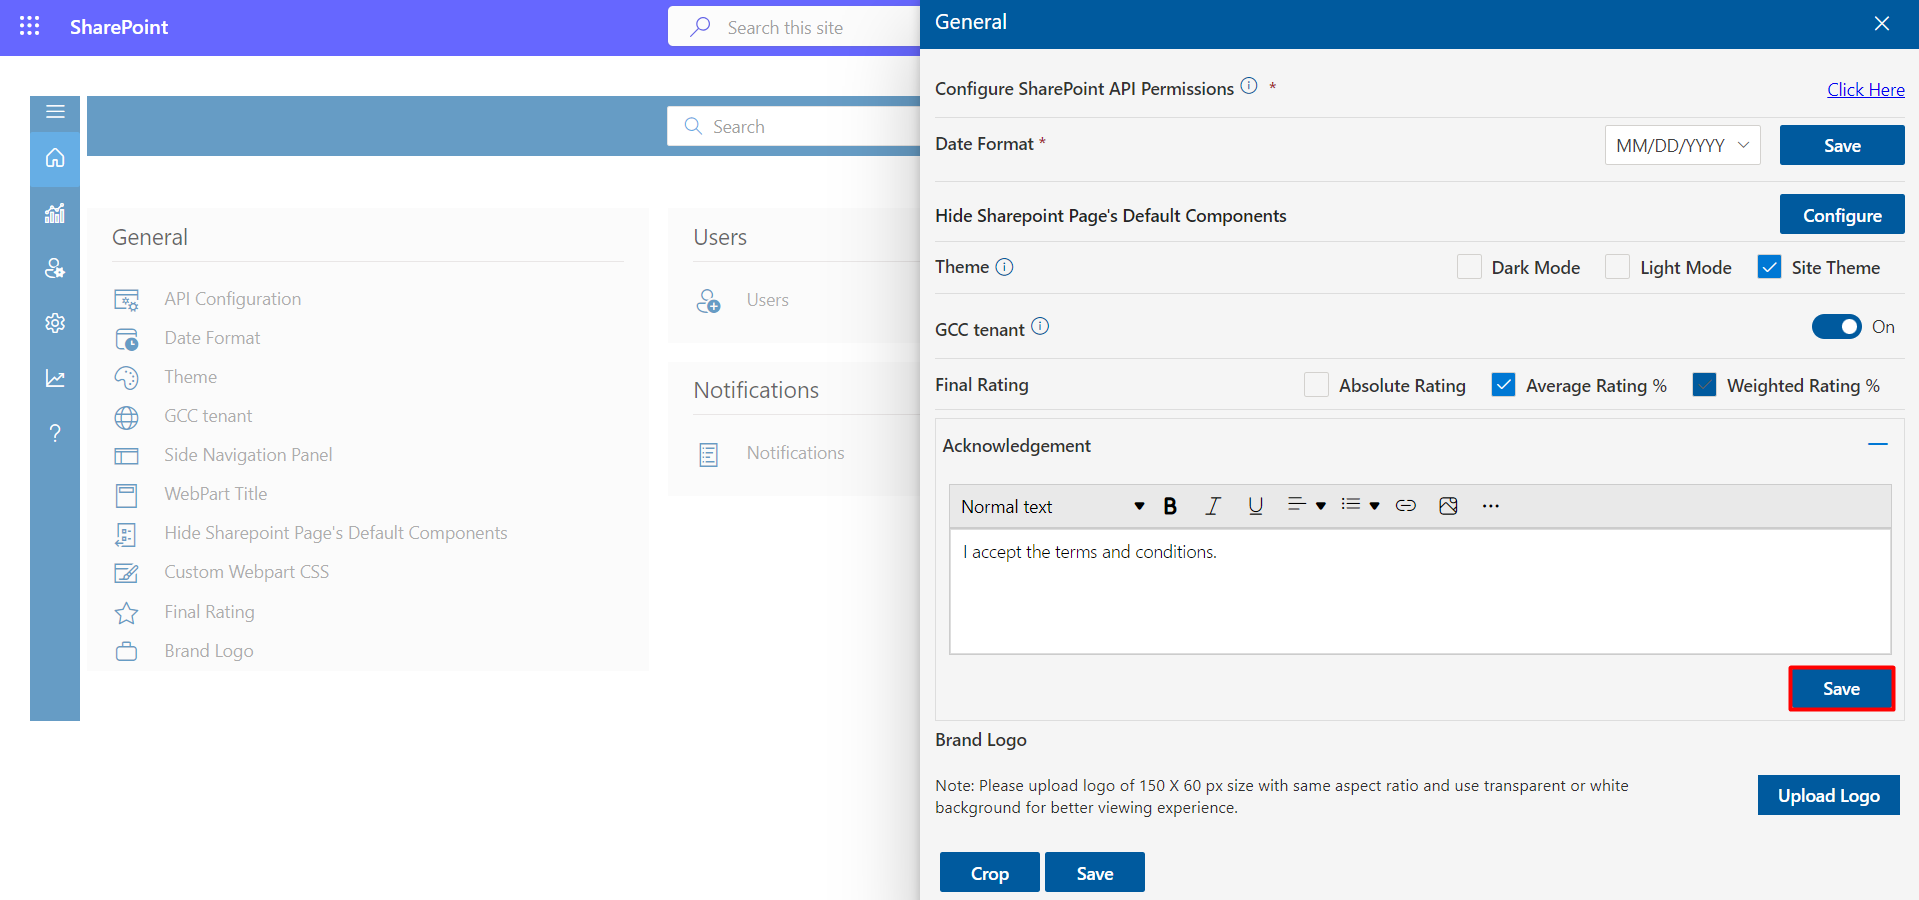 SharePoint
Search this site
Search
General
API Configuration
Date Format
Theme
GCC tenant
Side Navigation Panel
WebPart Title
Hide Sharepoint Page's Default Components
Custom Webpart CSS
Final Rating
Brand Logo
Users
Users
Notifications
Notifications
General
Configure SharePoint API Permissions * Click Here
Date Format * MM/DD/YYYY Save
Hide Sharepoint Page's Default Components Configure
Theme Dark Mode Light Mode Site Theme
GCC tenant On
Final Rating Absolute Rating Average Rating % Weighted Rating %
Acknowledgement
Normal text B I U
I accept the terms and conditions.
Save
Brand Logo
Note: Please upload logo of 150 X 60 px size with same aspect ratio and use transparent or white
background for better viewing experience.
Upload Logo
Crop Save